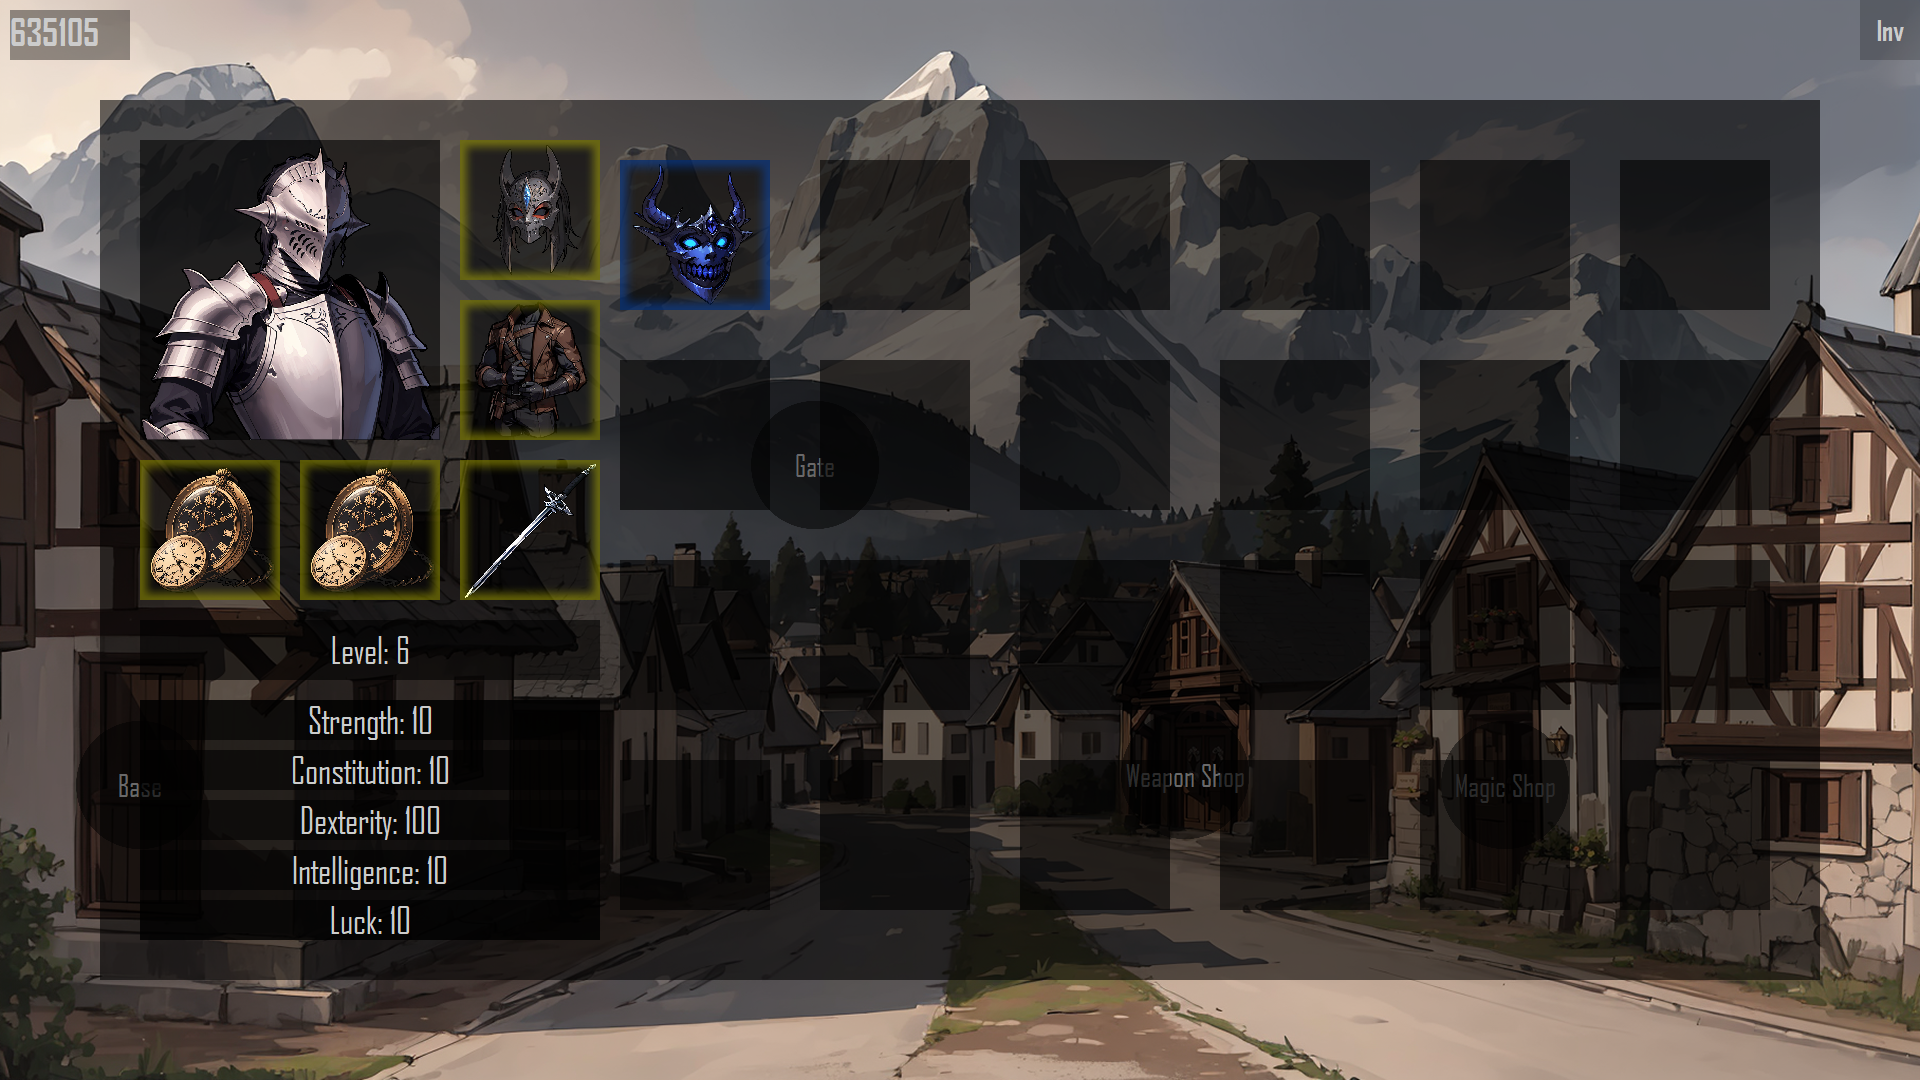 635105
Inv
Gate
Level: 6
Strength: 10
Constitution: 10
Dexterity: 100
Intelligence: 10
Luck: 10
Base
Weapon Shop
Magic Shop